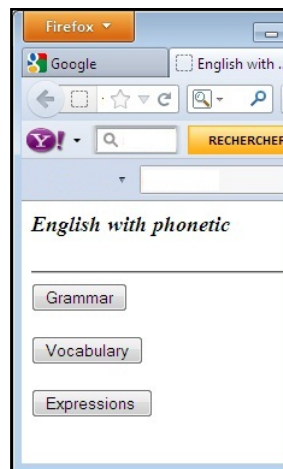 Firefox
Google
English with ...
Y!
RECHERCHER
English with phonetic
Grammar
Vocabulary
Expressions